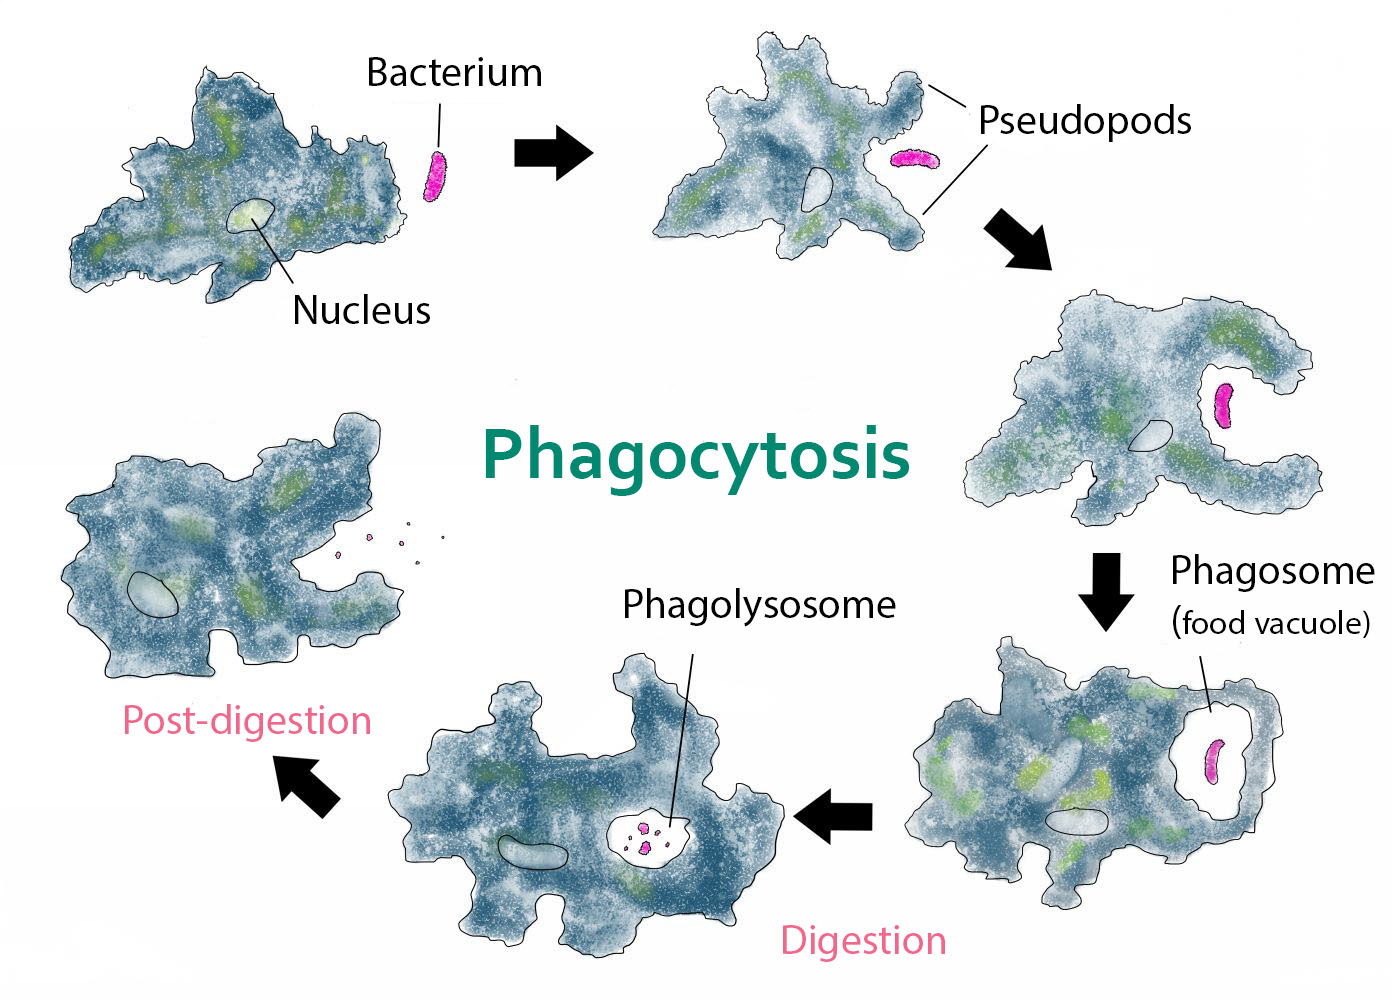 Bacterium
Pseudopods
Nucleus
Phagocytosis
Phagosome
(food vacuole)
Phagolysosome
Post-digestion
Digestion